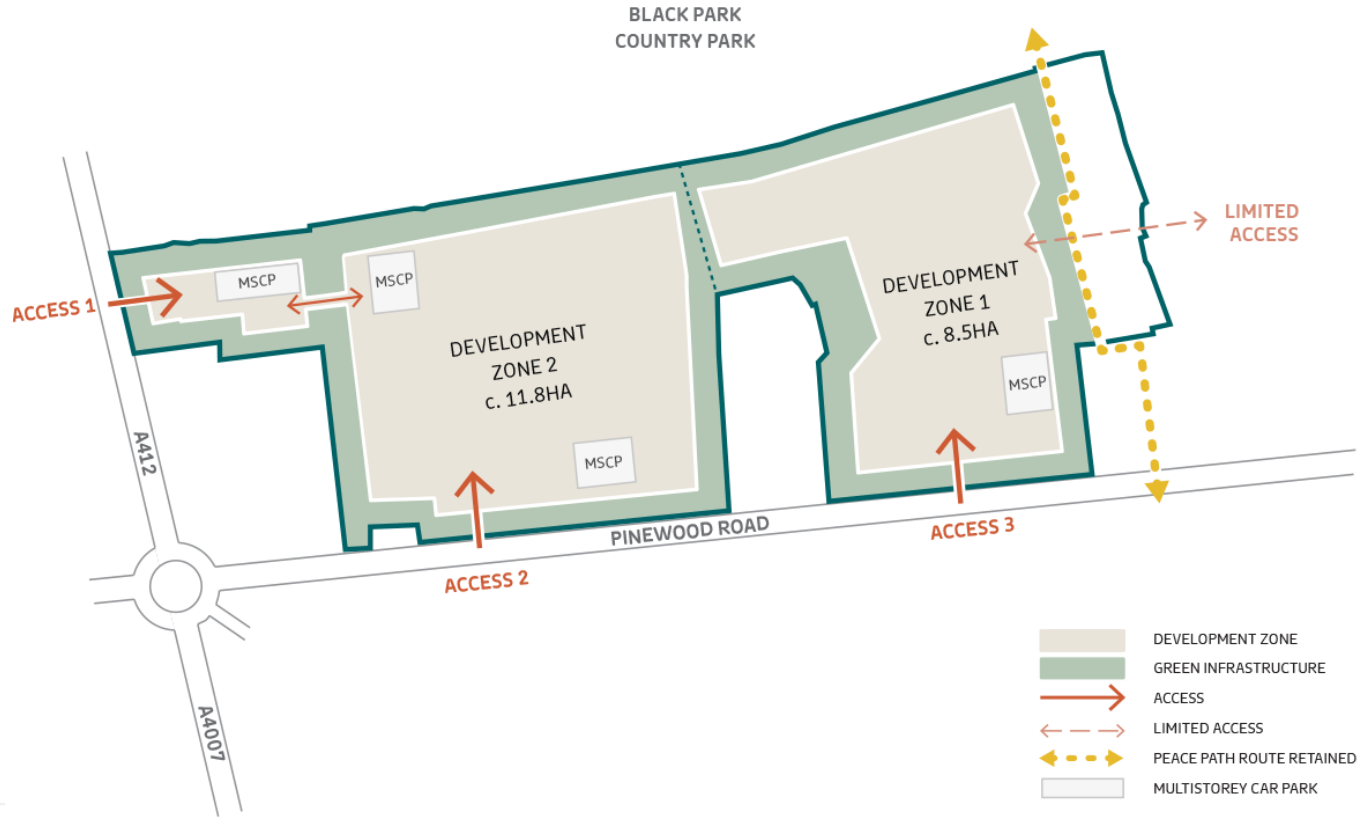 BLACK PARK
COUNTRY PARK
LIMITED
ACCESS
MSCP
MSCP
ACCESS 1
DEVELOPMENT
ZONE 1
c. 8.5HA
DEVELOPMENT
ZONE 2
c. 11.8HA
MSCP
MSCP
A412
PINEWOOD ROAD
ACCESS 3
ACCESS 2
A4007
DEVELOPMENT ZONE
GREEN INFRASTRUCTURE
ACCESS
LIMITED ACCESS
PEACE PATH ROUTE RETAINED
MULTISTOREY CAR PARK